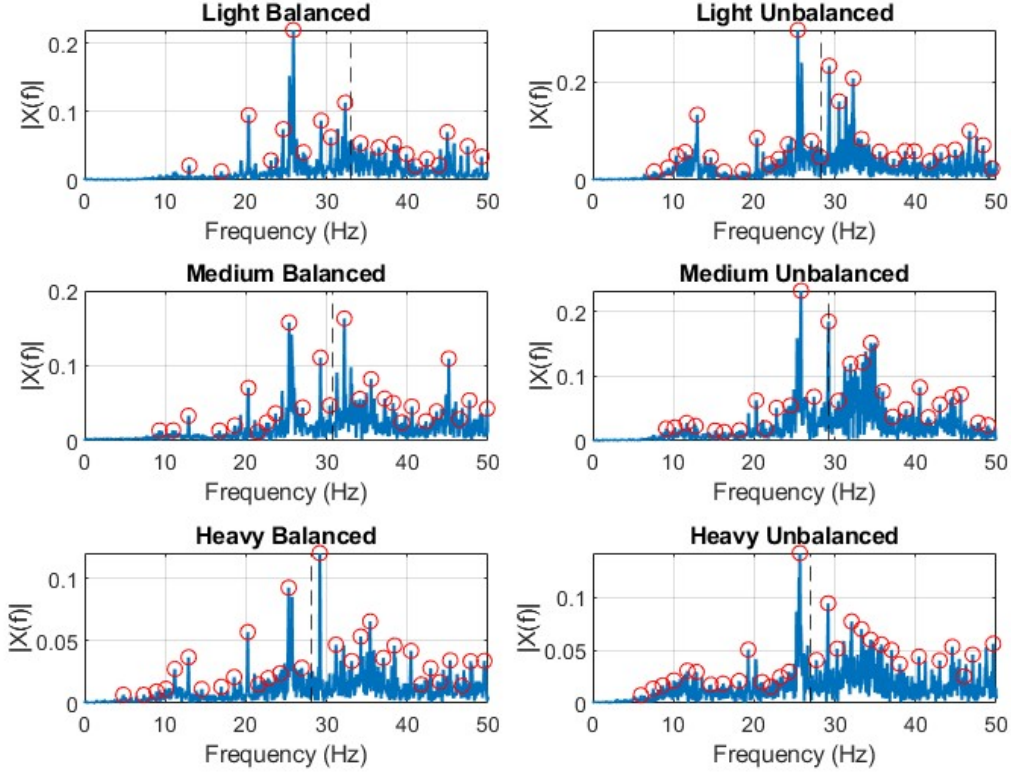 Light Balanced
|X(f)|
0.2
0.1
0
0 10 20 30 40 50
Frequency (Hz)
Light Unbalanced
|X(f)|
0.2
0
0 10 20 30 40 50
Frequency (Hz)
Medium Balanced
|X(f)|
0.2
0.1
0
0 10 20 30 40 50
Frequency (Hz)
Medium Unbalanced
|X(f)|
0.2
0.1
0
0 10 20 30 40 50
Frequency (Hz)
Heavy Balanced
|X(f)|
0.1
0.05
0
0 10 20 30 40 50
Frequency (Hz)
Heavy Unbalanced
|X(f)|
0.1
0.05
0
0 10 20 30 40 50
Frequency (Hz)